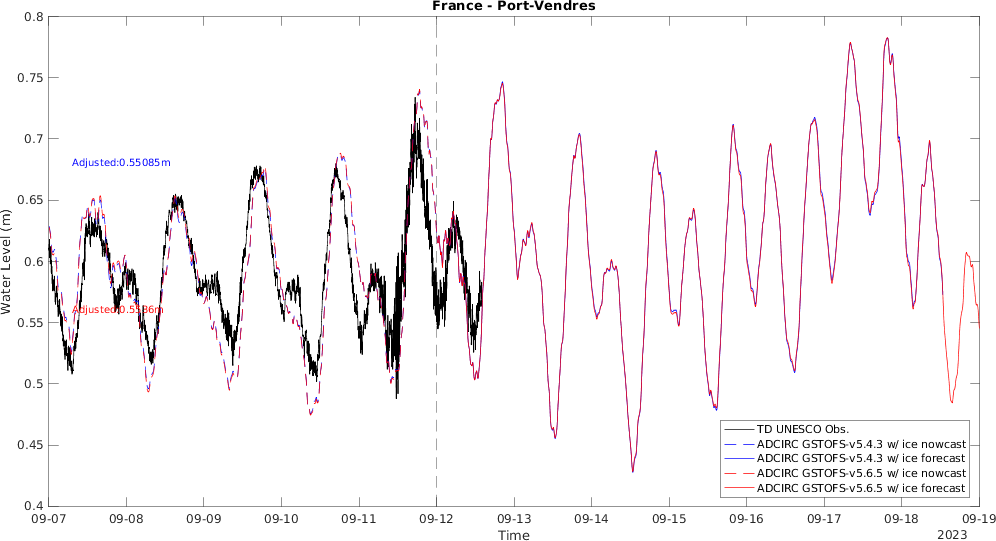 France - Port-Vendres
0.8
0.75
0.7
0.65
0.6
0.55
0.5
0.45
0.4
Water Level (m)
Adjusted:0.55085m
Adjusted:0.5536m
TD UNESCO Obs.
ADCIRC GSTOFS-v5.4.3 w/ ice nowcast
ADCIRC GSTOFS-v5.4.3 w/ ice forecast
ADCIRC GSTOFS-v5.6.5 w/ ice nowcast
ADCIRC GSTOFS-v5.6.5 w/ ice forecast
09-07 09-08 09-09 09-10 09-11 09-12 09-13 09-14 09-15 09-16 09-17 09-18 09-19
Time
2023